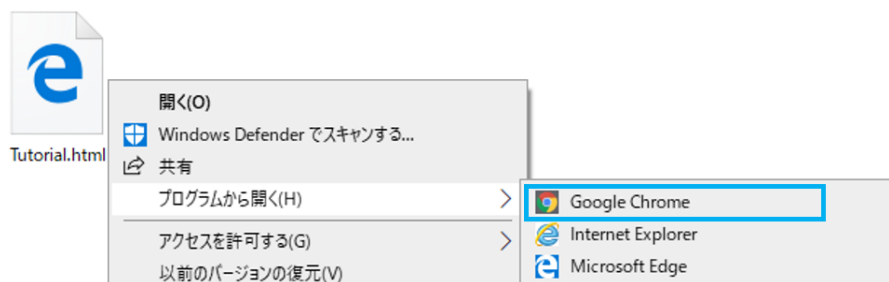 Tutorial.html
開く(O)
Windows Defender でスキャンする...
共有
プログラムから開く(H)
アクセスを許可する(G)
以前のバージョンの復元(V)
Google Chrome
Internet Explorer
Microsoft Edge